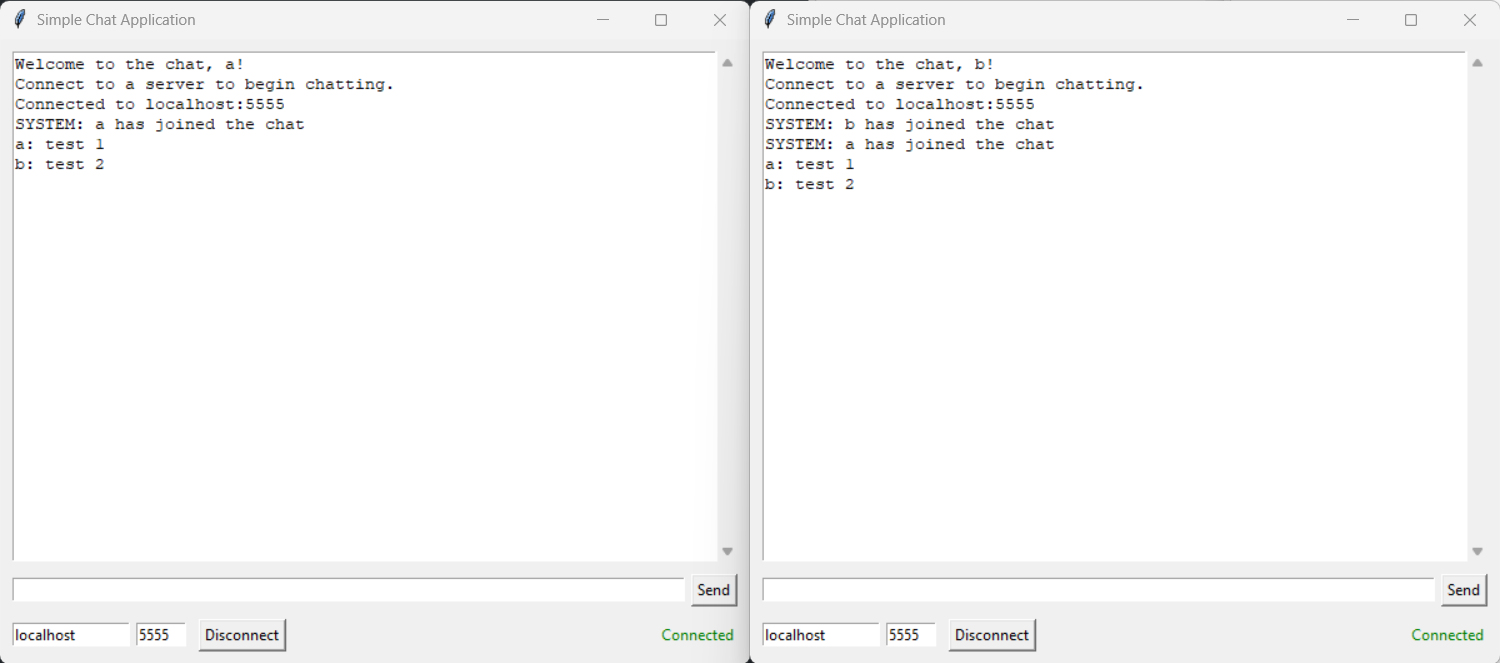 Simple Chat Application
Welcome to the chat, a!
Connect to a server to begin chatting.
Connected to localhost:5555
SYSTEM: a has joined the chat
a: test 1
b: test 2
Send
localhost
5555
Disconnect
Connected
Simple Chat Application
Welcome to the chat, b!
Connect to a server to begin chatting.
Connected to localhost:5555
SYSTEM: b has joined the chat
SYSTEM: a has joined the chat
a: test 1
b: test 2
Send
localhost
5555
Disconnect
Connected